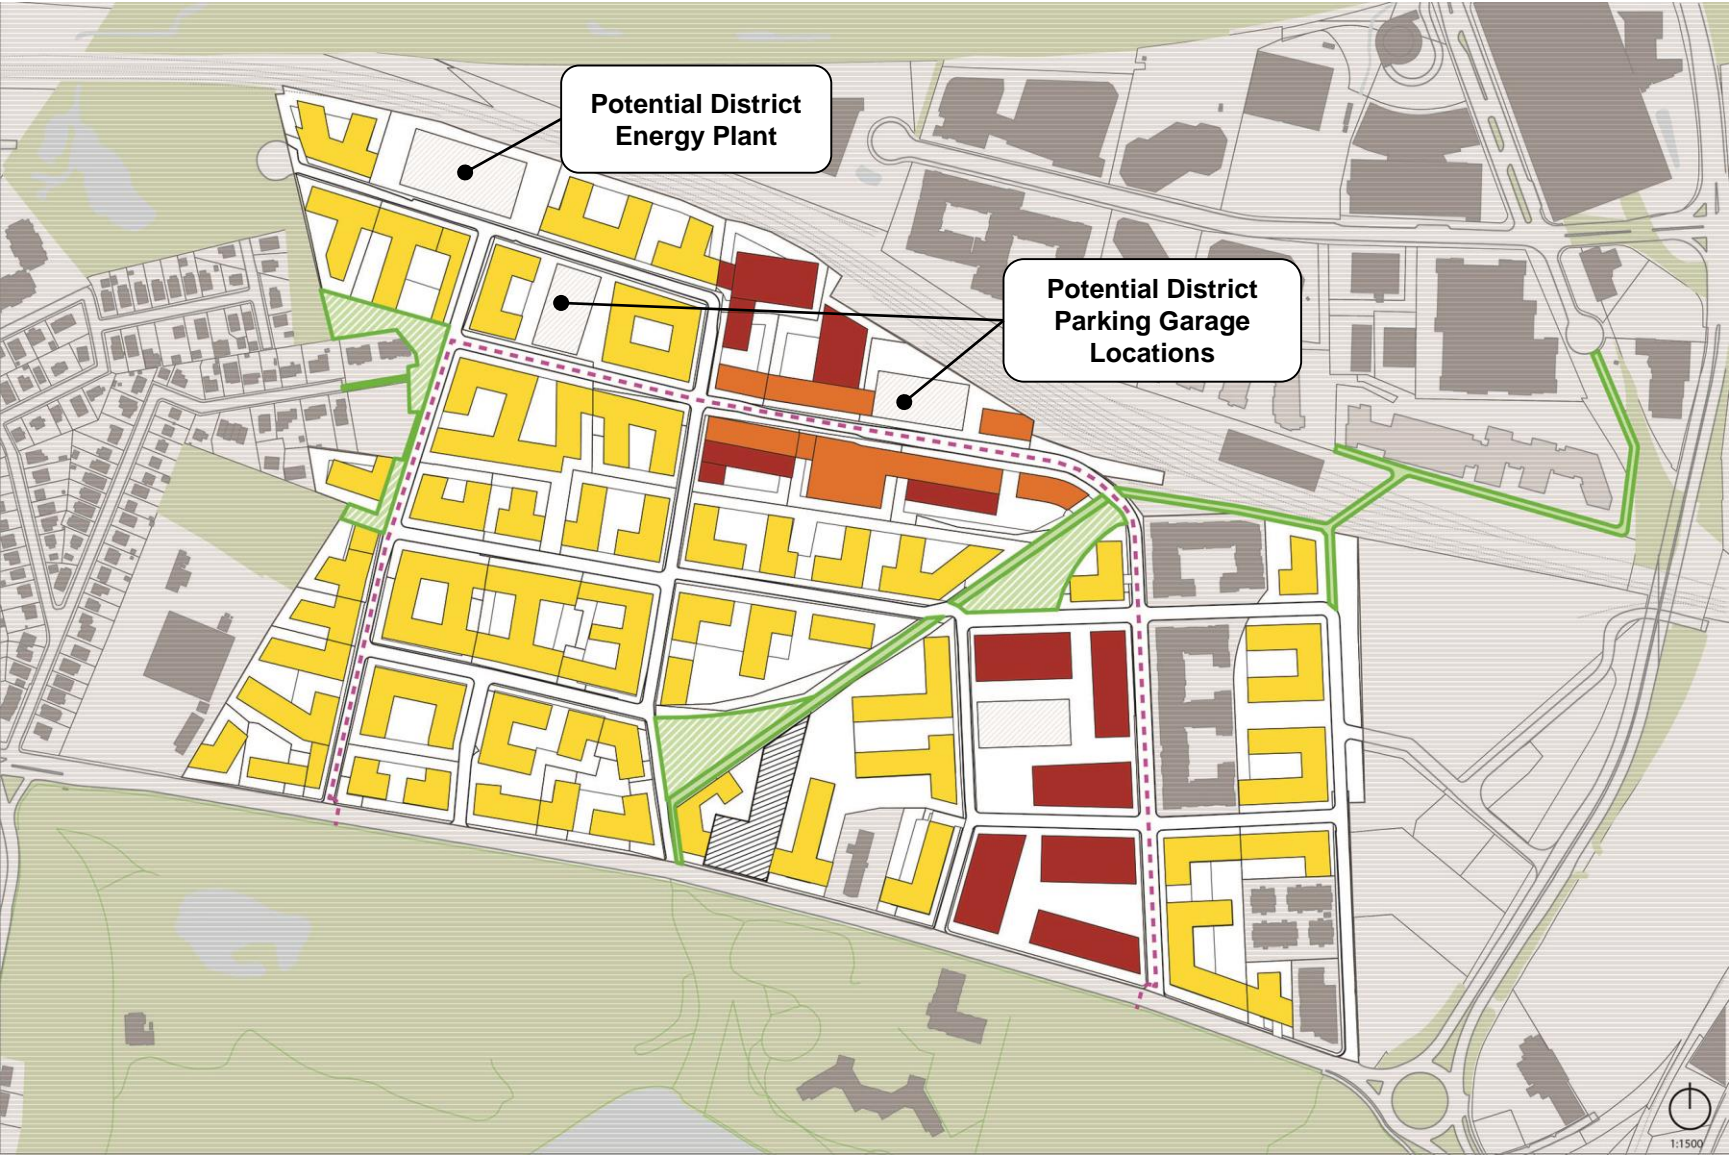 Potential District
Energy Plant
Potential District
Parking Garage
Locations
1:1500